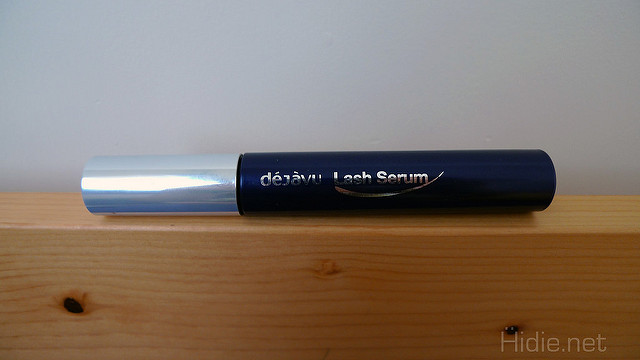 déjàvu Lash Serum
Hidie.net